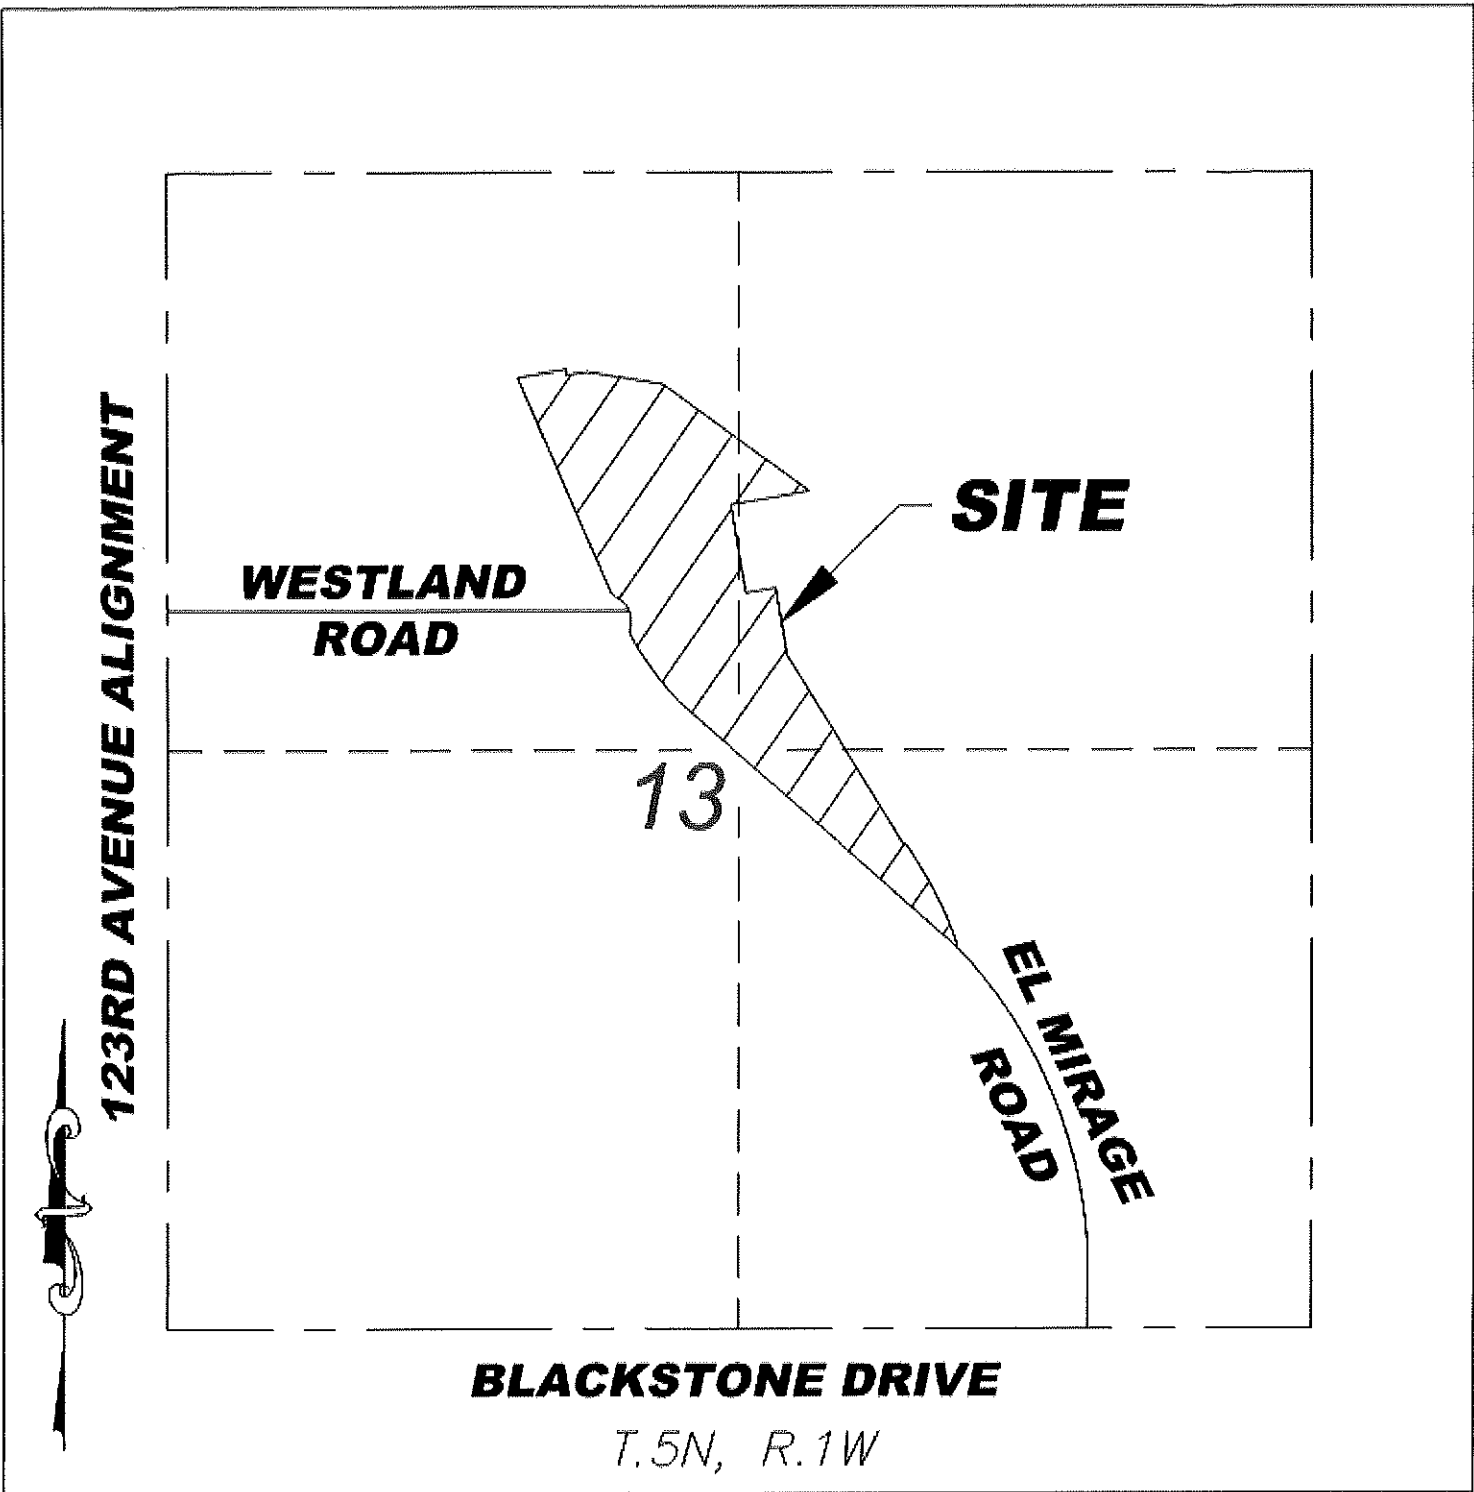 SITE
WESTLAND
ROAD
123RD AVENUE ALIGNMENT
13
EL MIRAGE
ROAD
BLACKSTONE DRIVE
T.5N, R.1W